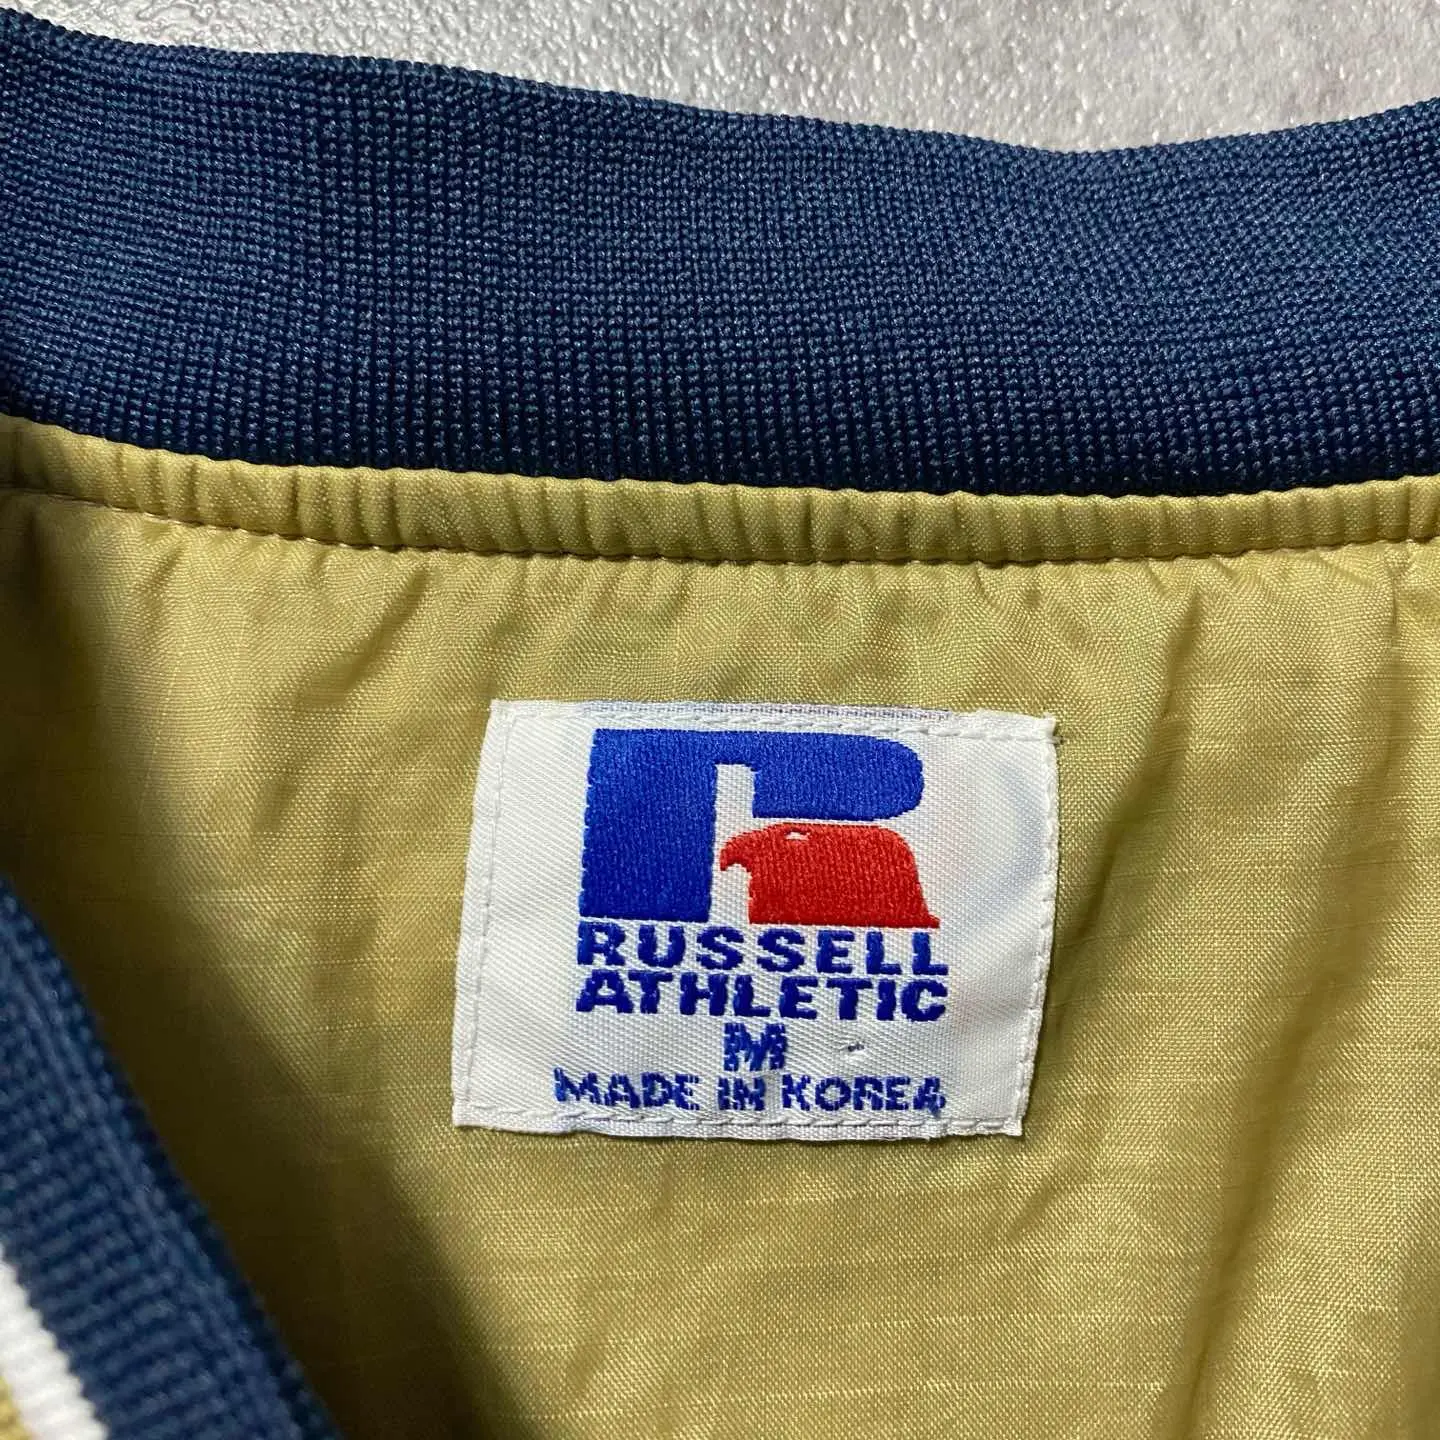 RUSSELL
ATHLETIC
M
MADE IN KOREA